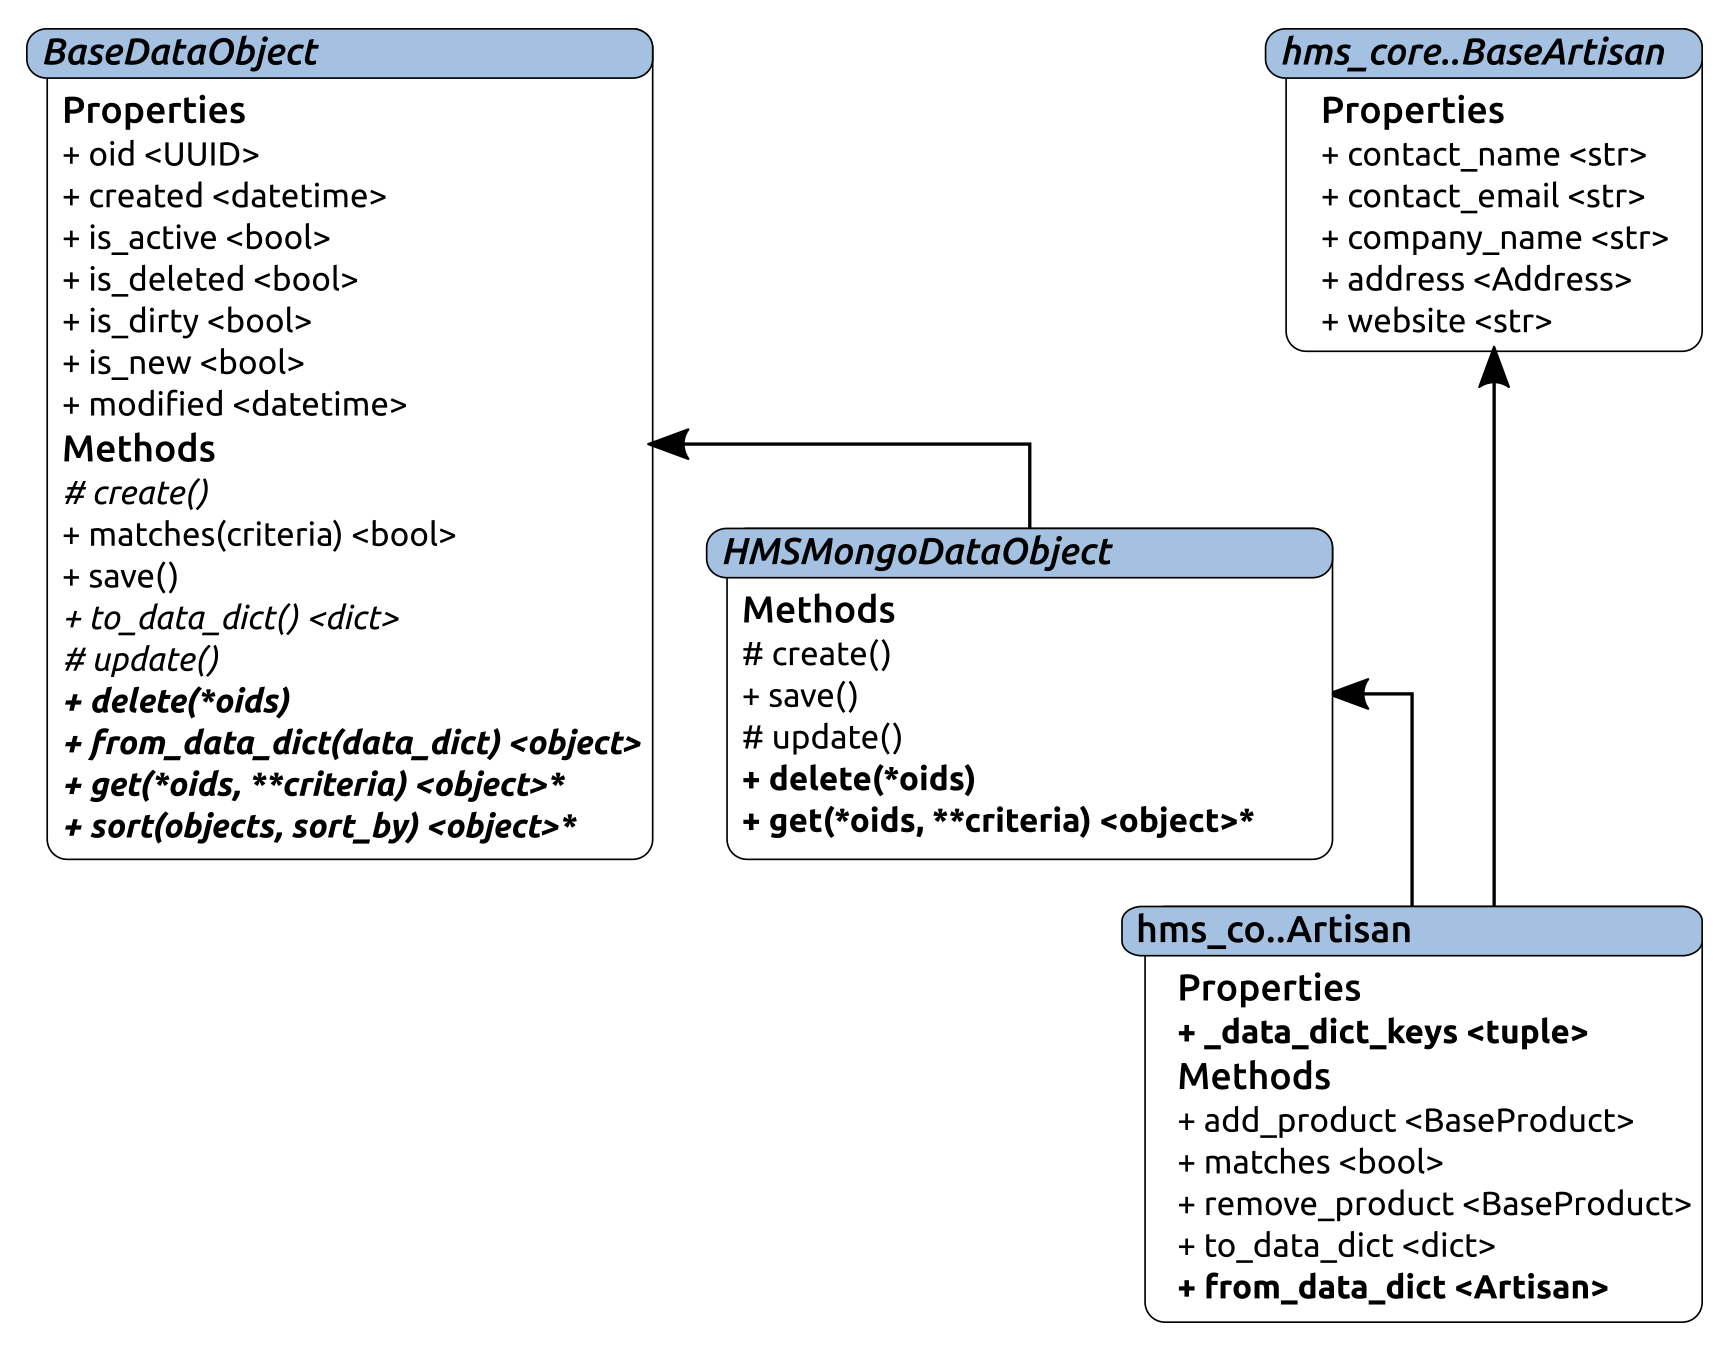 BaseDataObject
Properties
+ oid <UUID>
+ created <datetime>
+ is_active <bool>
+ is_deleted <bool>
+ is_dirty <bool>
+ is_new <bool>
+ modified <datetime>
Methods
# create()
+ matches(criteria) <bool>
+ save()
+ to_data_dict() <dict>
# update()
+ delete(*oids)
+ from_data_dict(data_dict) <object>
+ get(*oids, **criteria) <object>*
+ sort(objects, sort_by) <object>*
HMSMongoDataObject
Methods
# create()
+ save()
# update()
+ delete(*oids)
+ get(*oids, **criteria) <object>*
hms_core..BaseArtisan
Properties
+ contact_name <str>
+ contact_email <str>
+ company_name <str>
+ address <Address>
+ website <str>
hms_co..Artisan
Properties
+ _data_dict_keys <tuple>
Methods
+ add_product <BaseProduct>
+ matches <bool>
+ remove_product <BaseProduct>
+ to_data_dict <dict>
+ from_data_dict <Artisan>